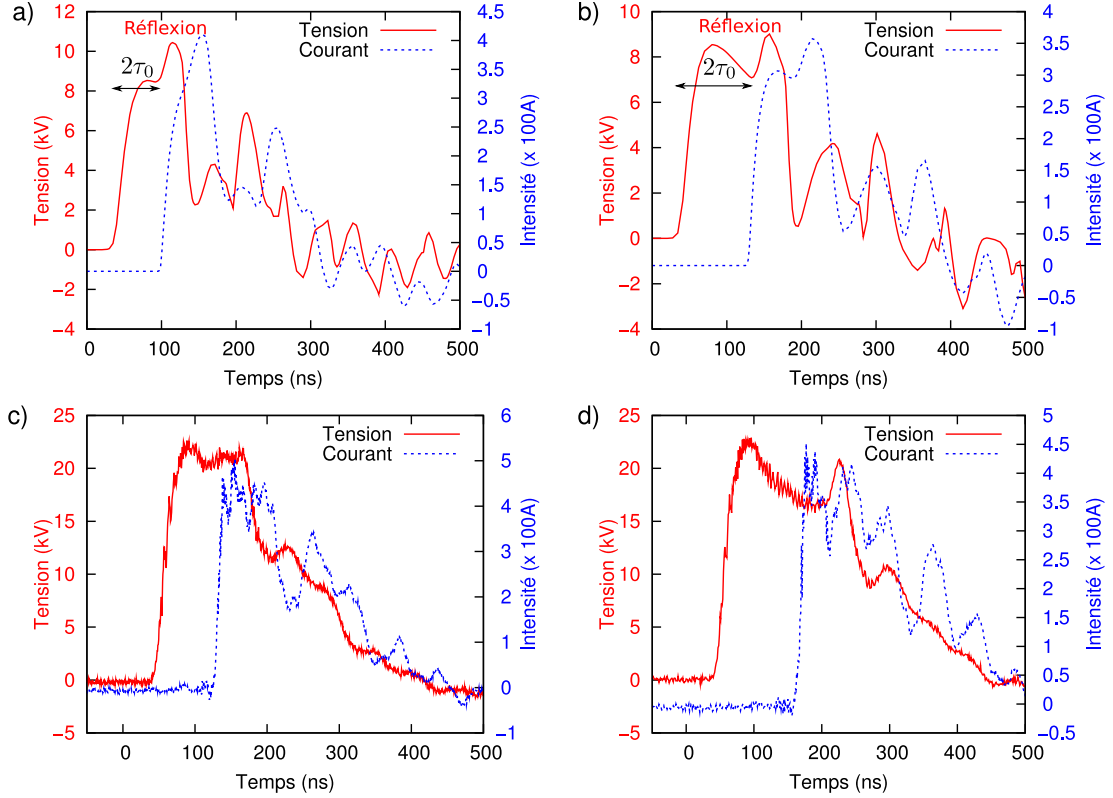 a)
Réflexion
2τ₀
Tension
Courant
12
10
8
6
4
2
0
−2
−4
Tension (kV)
4.5
4
3.5
3
2.5
2
1.5
1
0.5
0
−0.5
−1
Intensité (x 100A)
0 100 200 300 400 500
Temps (ns)
b)
Réflexion
2τ₀
Tension
Courant
10
8
6
4
2
0
−2
−4
Tension (kV)
4
3.5
3
2.5
2
1.5
1
0.5
0
−0.5
−1
Intensité (x 100A)
0 100 200 300 400 500
Temps (ns)
c)
Tension
Courant
25
20
15
10
5
0
−5
Tension (kV)
6
5
4
3
2
1
0
−1
Intensité (x 100A)
0 100 200 300 400 500
Temps (ns)
d)
Tension
Courant
25
20
15
10
5
0
−5
Tension (kV)
5
4.5
4
3.5
3
2.5
2
1.5
1
0.5
0
−0.5
Intensité (x 100A)
0 100 200 300 400 500
Temps (ns)